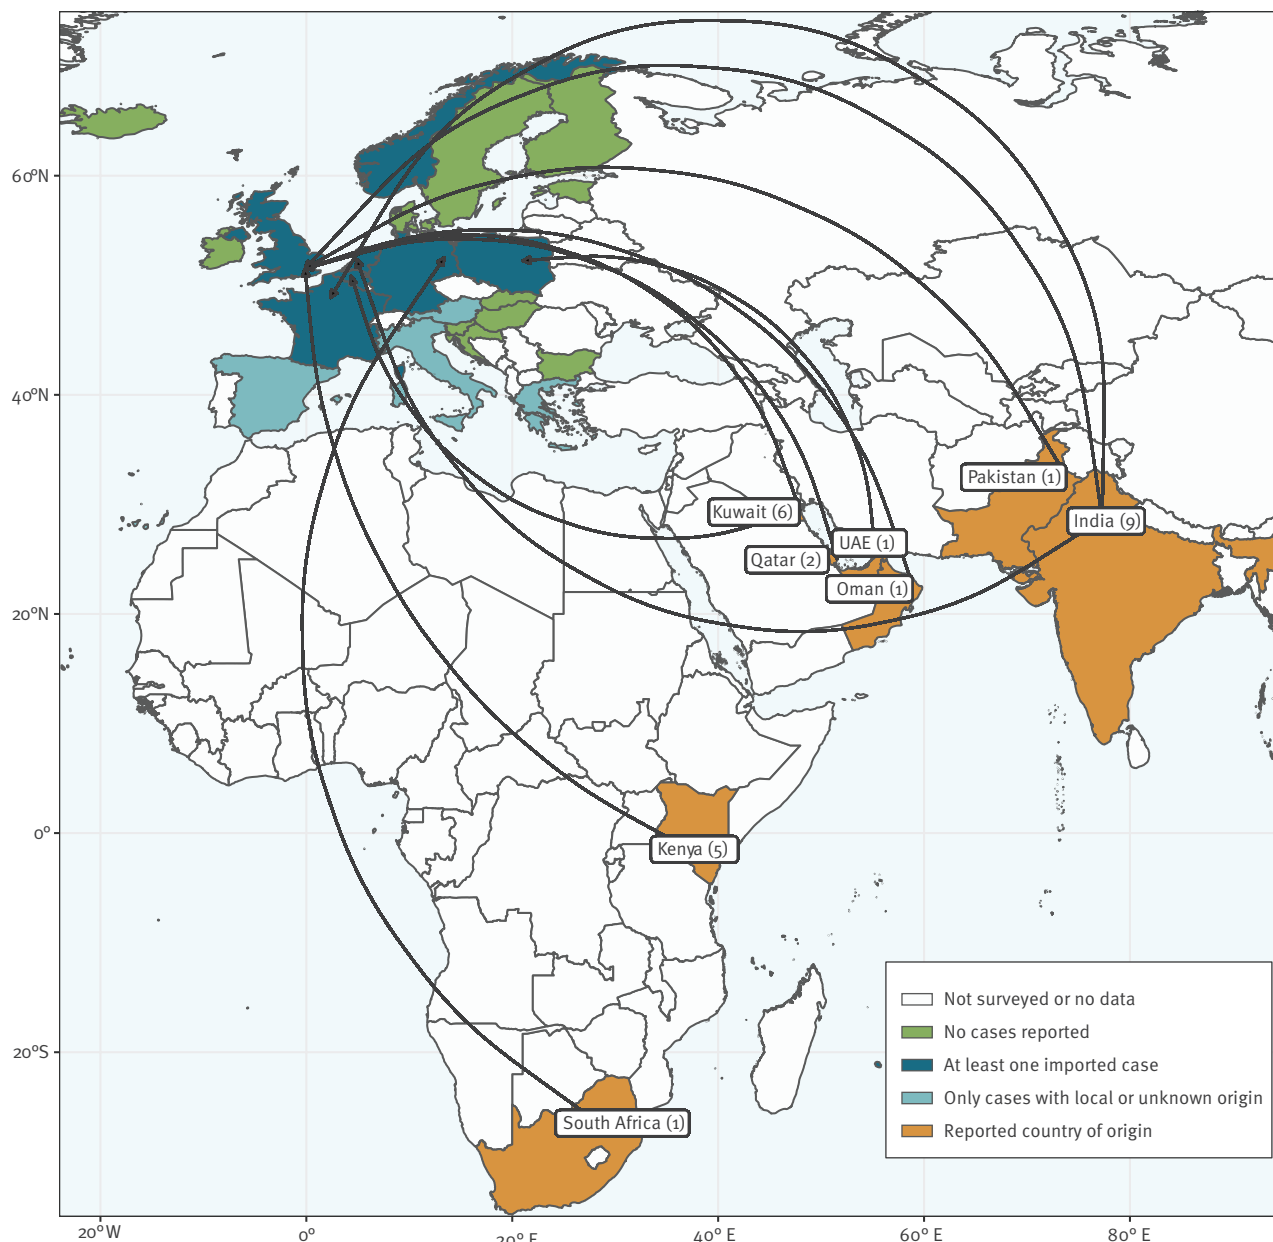 60°N
40°N
20°N
0°
20°S
Pakistan (1)
India (9)
Kuwait (6)
UAE (1)
Qatar (2)
Oman (1)
Kenya (5)
South Africa (1)
Not surveyed or no data
No cases reported
At least one imported case
Only cases with local or unknown origin
Reported country of origin
20°W
0°
20° E
40° E
60° E
80° E